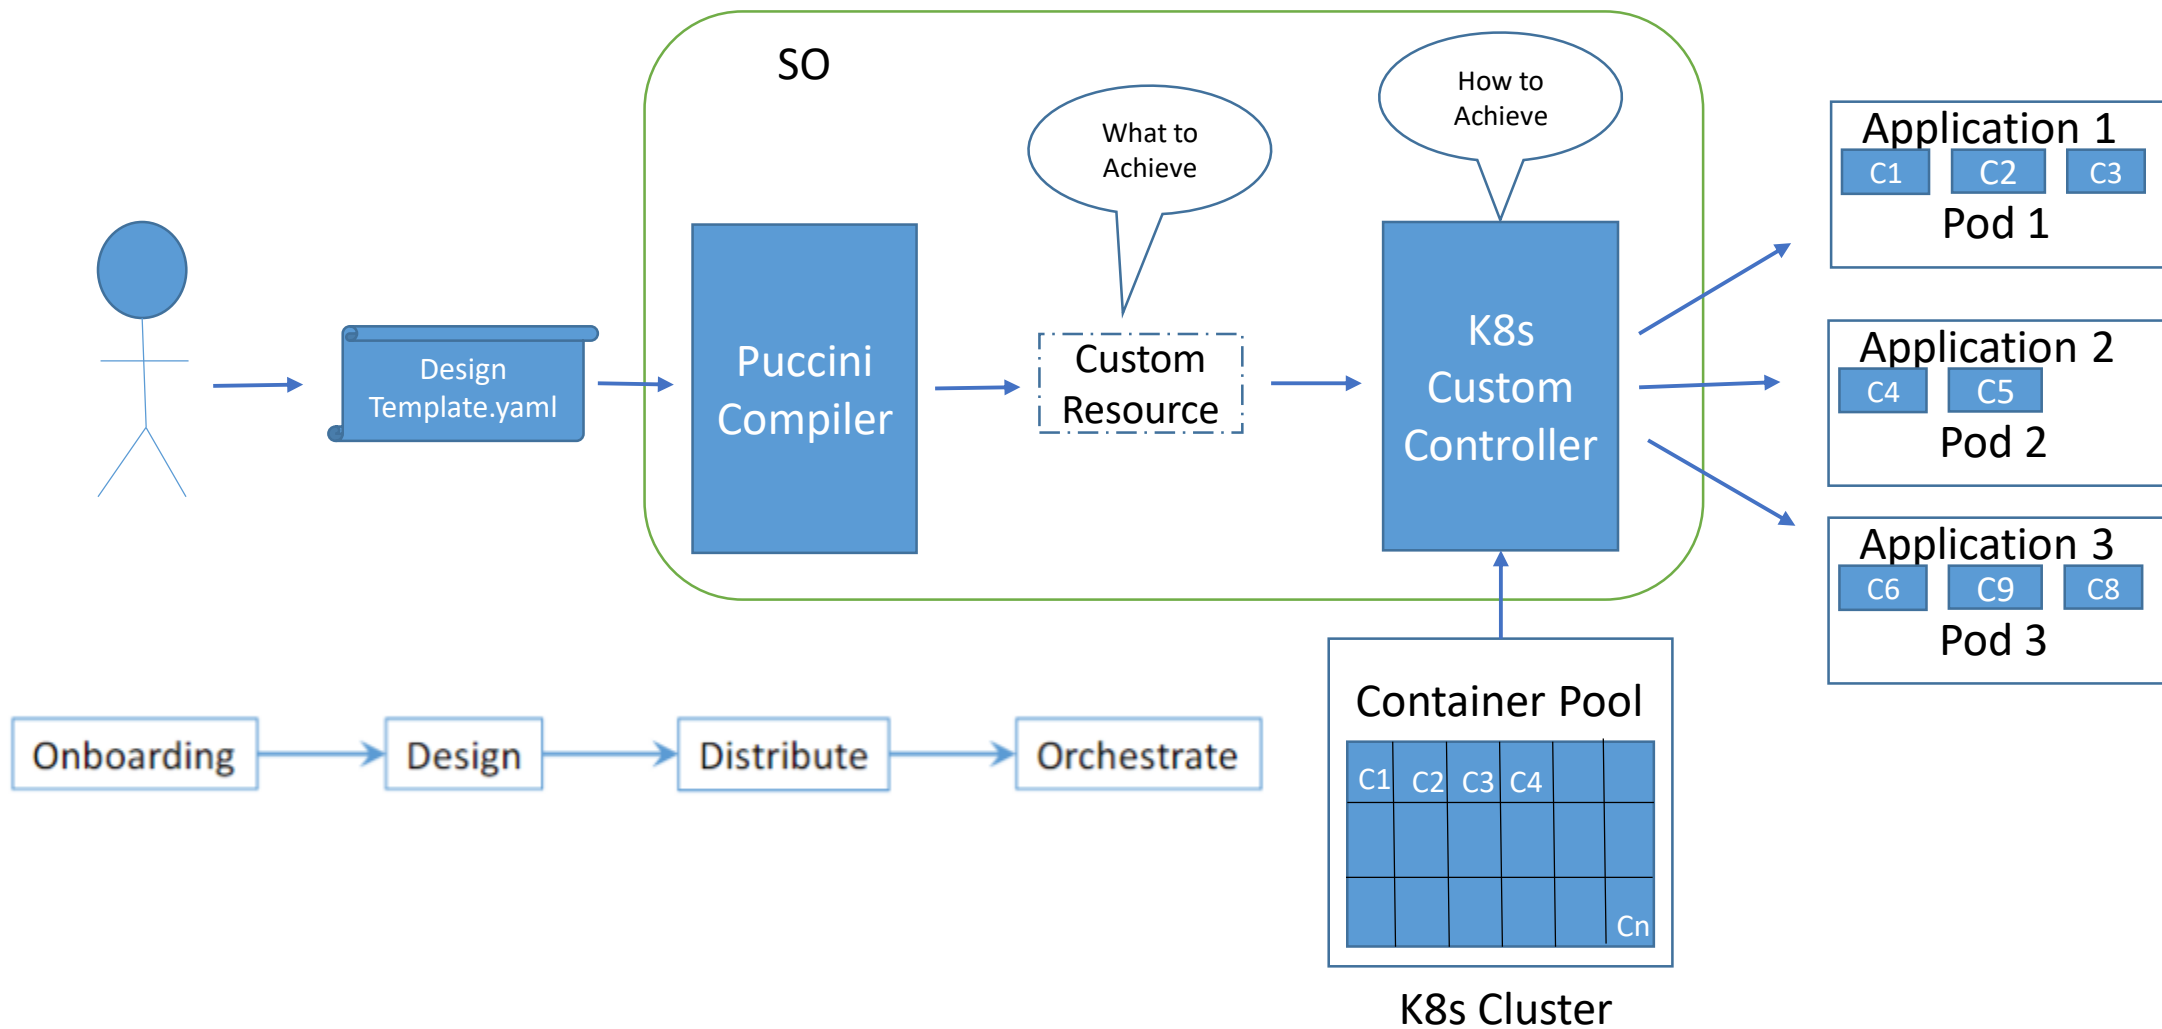 SO
What to
Achieve
How to
Achieve
Design
Template.yaml
Puccini
Compiler
Custom
Resource
K8s
Custom
Controller
Application 1
C1 C2 C3
Pod 1
Application 2
C4 C5
Pod 2
Application 3
C6 C9 C8
Pod 3
Onboarding Design Distribute Orchestrate
Container Pool
C1 C2 C3 C4
Cn
K8s Cluster